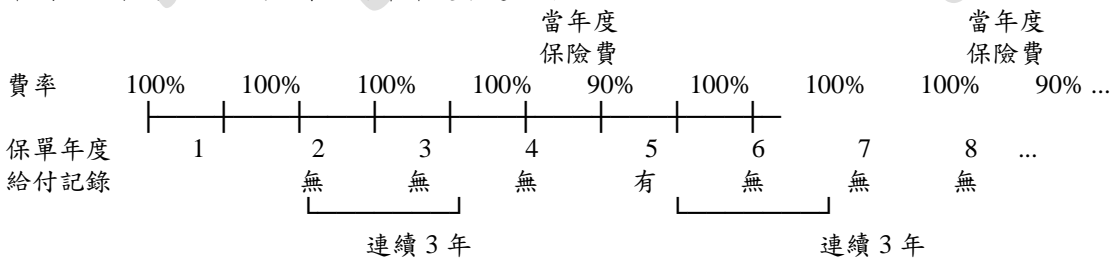 當年度 當年度
保險費 保險費
費率 100% 100% 100% 100% 90% 100% 100% 100% 90% ...
保單年度 1 2 3 4 5 6 7 8 ...
給付記錄 無 無 無 有 無 無 無
連續 3 年 連續 3 年